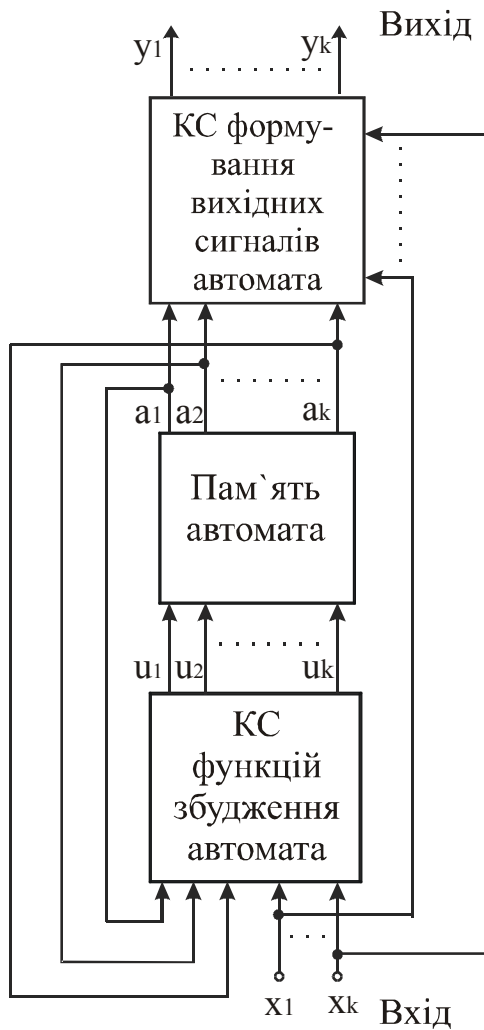 Вихід
y1 . . . . . . . . yk
КС форму-
вання
вихідних
сигналів
автомата
. . . . . . . .
a1 a2 ak
Пам`ять
автомата
. . . . . . . .
u1 u2 uk
КС
функцій
збудження
автомата
. . .
x1 xk Вхід